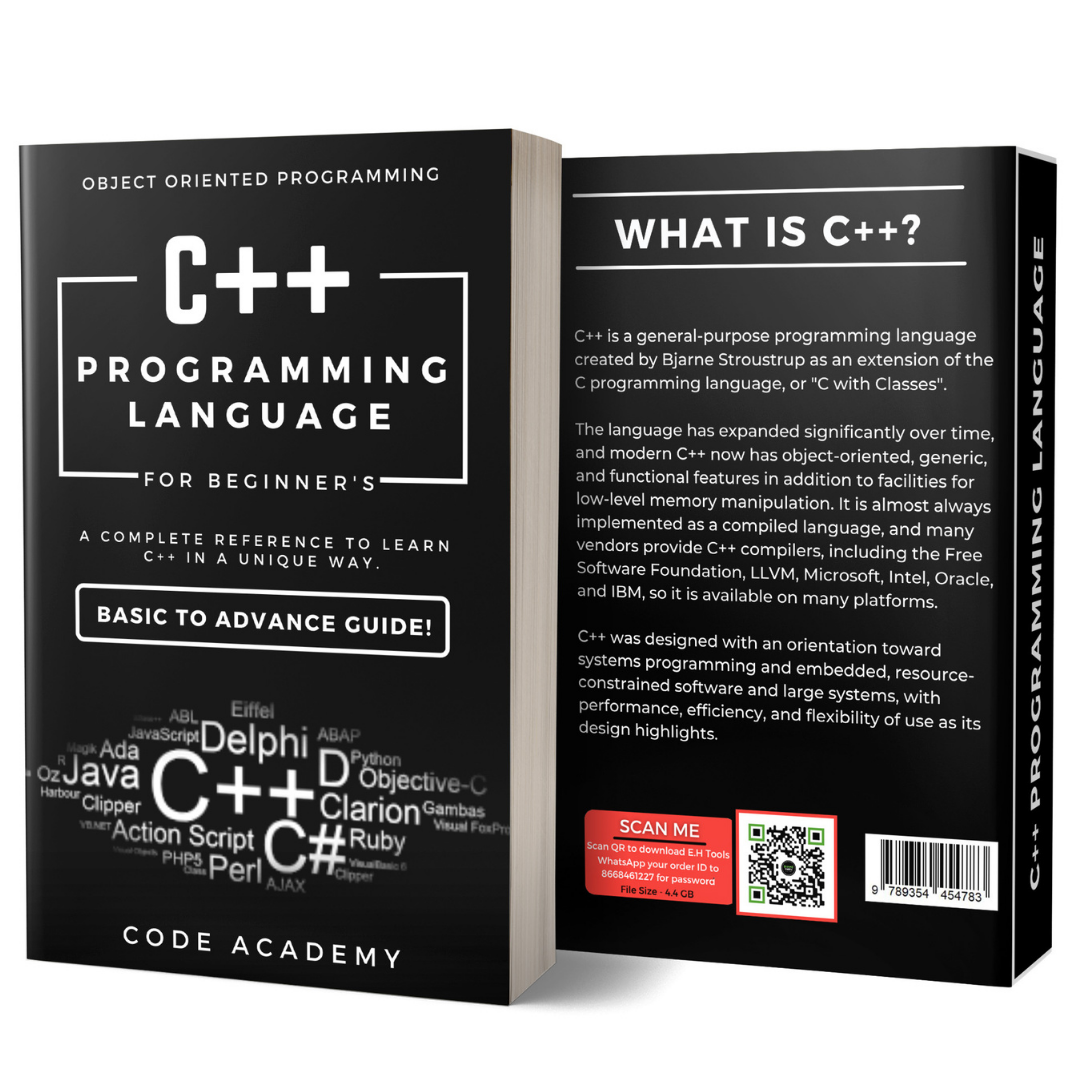 OBJECT ORIENTED PROGRAMMING
C++
PROGRAMMING
LANGUAGE
FOR BEGINNER'S
A COMPLETE REFERENCE TO LEARN
C++ IN A UNIQUE WAY.
BASIC TO ADVANCE GUIDE!
Eiffel
ABL
JavaScript Delphi ABAP
Magik Ada Python
R
Oz Java C++ D Objective-C
Harbour Clipper Clarion Gambas
VB.NET Action Script C# Ruby Visual FoxPro
Visual Objects PHP5 Perl VisualBasic 6
Class Clipper
AJAX
CODE ACADEMY
WHAT IS C++?
C++ is a general-purpose programming language
created by Bjarne Stroustrup as an extension of the
C programming language, or "C with Classes".
The language has expanded significantly over time,
and modern C++ now has object-oriented, generic,
and functional features in addition to facilities for
low-level memory manipulation. It is almost always
implemented as a compiled language, and many
vendors provide C++ compilers, including the Free
Software Foundation, LLVM, Microsoft, Intel, Oracle,
and IBM, so it is available on many platforms.
C++ was designed with an orientation toward
systems programming and embedded, resource-
constrained software and large systems, with
performance, efficiency, and flexibility of use as its
design highlights.
SCAN ME
Scan QR to download E.H Tools
WhatsApp your order ID to
8668461227 for password
File Size - 4.4 GB
9 789354 454783
C++ PROGRAMMING LANGUAGE